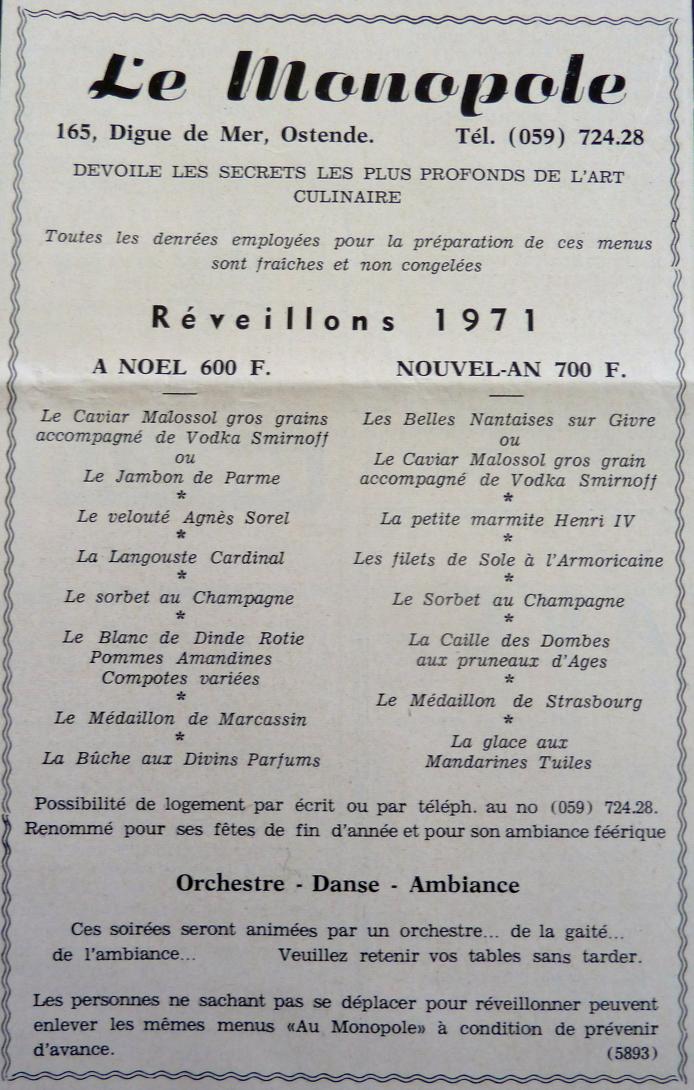 Le Monopole
165, Digue de Mer, Ostende. Tél. (059) 724.28
DEVOILE LES SECRETS LES PLUS PROFONDS DE L'ART
CULINAIRE
Toutes les denrées employées pour la préparation de ces menus
sont fraîches et non congelées
Réveillons 1971
A NOEL 600 F.
Le Caviar Malossol gros grains
accompagné de Vodka Smirnoff
ou
Le Jambon de Parme
*
Le velouté Agnès Sorel
*
La Langouste Cardinal
*
Le sorbet au Champagne
*
Le Blanc de Dinde Rotie
Pommes Amandines
Compotes variées
*
Le Médaillon de Marcassin
*
La Bûche aux Divins Parfums
NOUVEL-AN 700 F.
Les Belles Nantaises sur Givre
ou
Le Caviar Malossol gros grain
accompagné de Vodka Smirnoff
*
La petite marmite Henri IV
*
Les filets de Sole à l'Armoricaine
*
Le Sorbet au Champagne
*
La Caille des Dombes
aux pruneaux d'Ages
*
Le Médaillon de Strasbourg
*
La glace aux
Mandarines Tuiles
Possibilité de logement par écrit ou par téléph. au no (059) 724.28.
Renommé pour ses fêtes de fin d'année et pour son ambiance féérique
Orchestre - Danse - Ambiance
Ces soirées seront animées par un orchestre... de la gaité...
de l'ambiance... Veuillez retenir vos tables sans tarder.
Les personnes ne sachant pas se déplacer pour réveillonner peuvent
enlever les mêmes menus «Au Monopole» à condition de prévenir
d'avance. (5893)